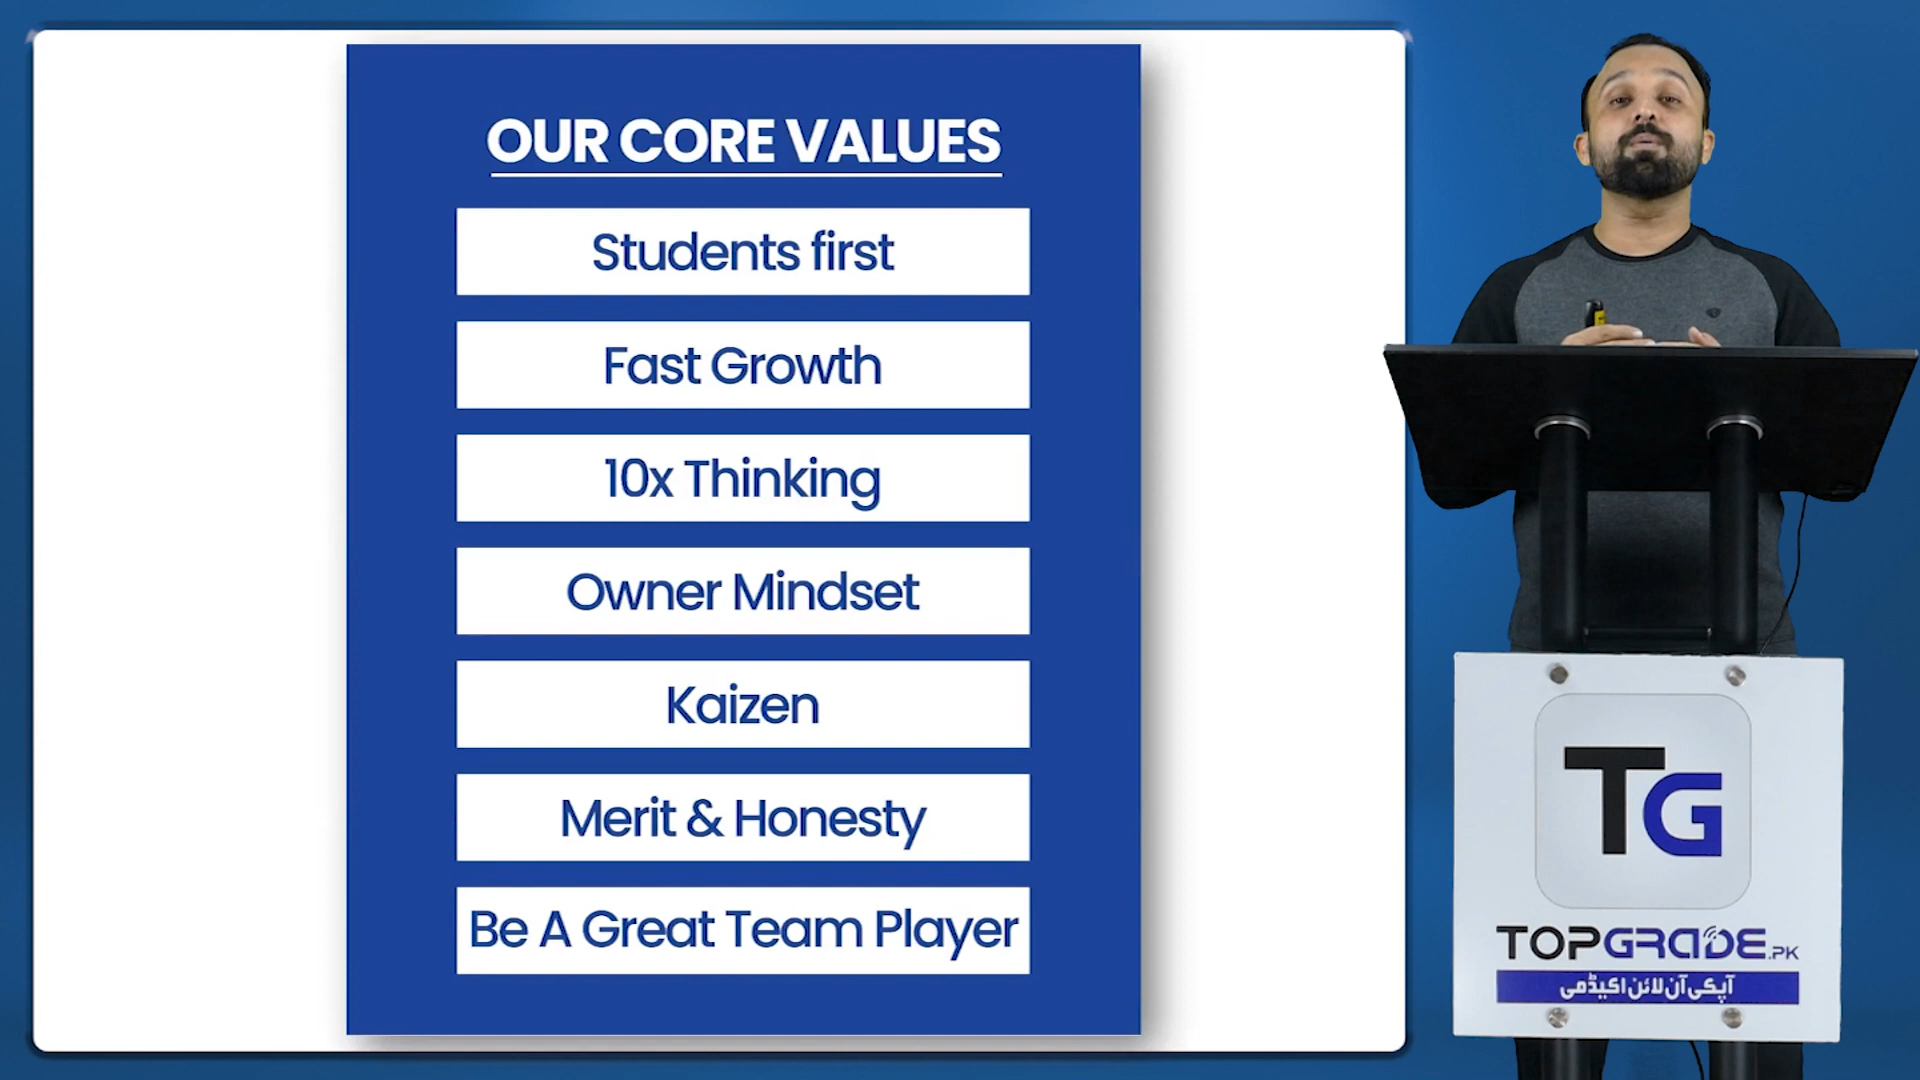 OUR CORE VALUES
Students first
Fast Growth
10x Thinking
Owner Mindset
Kaizen
Merit & Honesty
Be A Great Team Player
TG
TOPGRADE.PK
آپکی آن لائن اکیڈمی